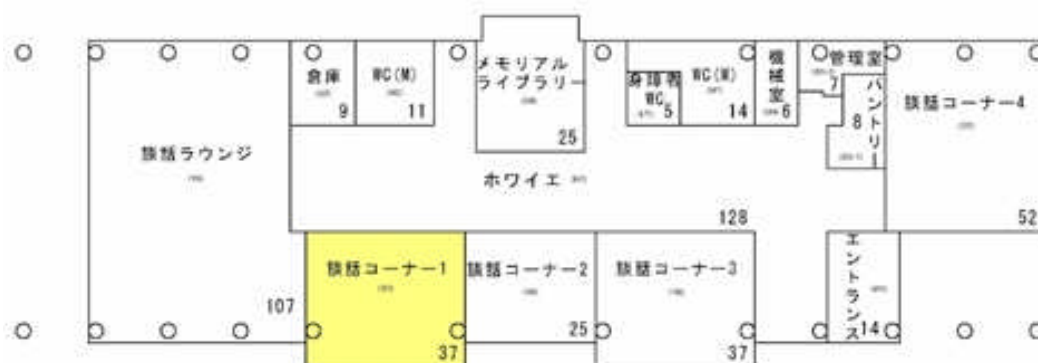 倉庫
9
WC(M)
11
メモリアル
ライブラリー
25
身障者
WC
5
WC(M)
14
機械室
6
管理室
7
パントリー
8
談話コーナー4
52
談話ラウンジ
107
ホワイエ
128
談話コーナー1
37
談話コーナー2
25
談話コーナー3
37
エントランス
14